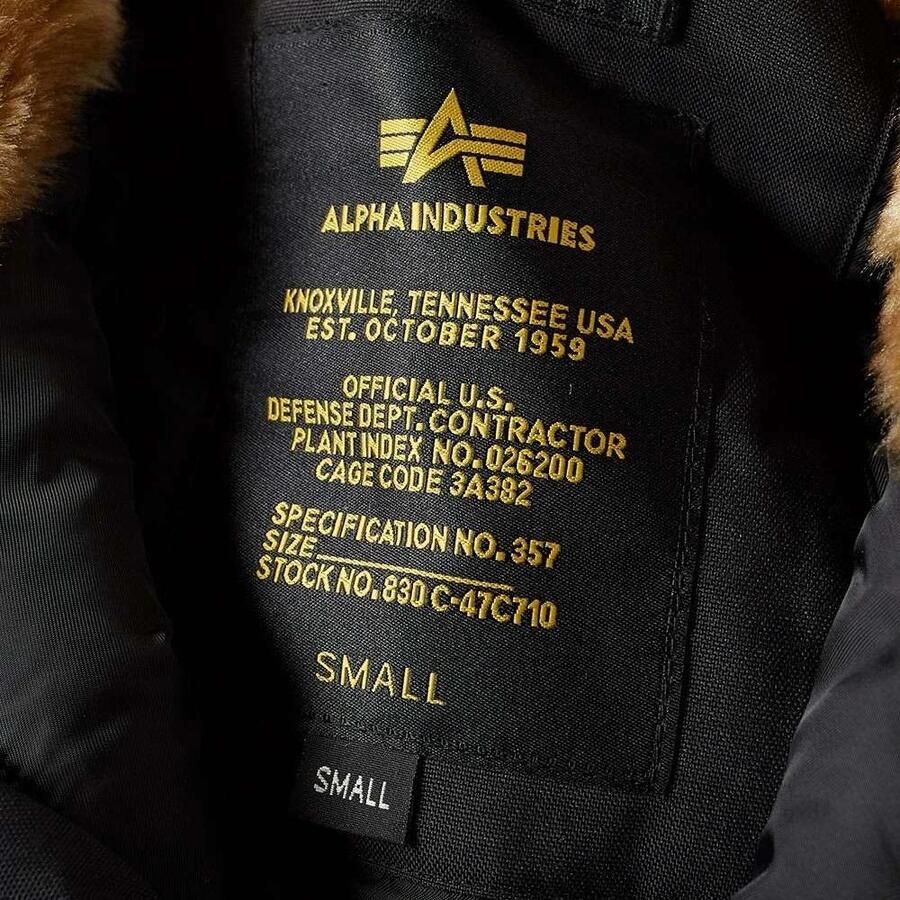 ALPHA INDUSTRIES
KNOXVILLE, TENNESSEE USA
EST. OCTOBER 1959
OFFICIAL U.S.
DEFENSE DEPT. CONTRACTOR
PLANT INDEX NO. 026200
CAGE CODE 3A382
SPECIFICATION NO. 357
SIZE
STOCK NO. 830 C-47C710
SMALL
SMALL